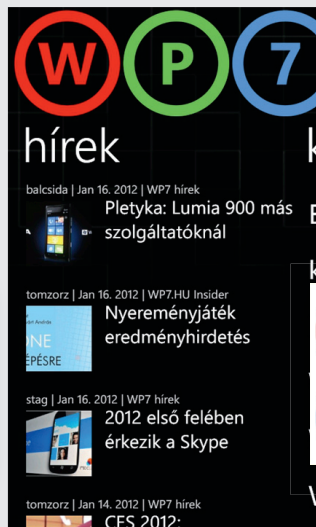 W P 7
hírek
balcsida | Jan 16. 2012 | WP7 hírek
Pletyka: Lumia 900 más
szolgáltatóknál
tomzorz | Jan 16. 2012 | WP7.HU Insider
Nyereményjáték
eredményhirdetés
stag | Jan 16. 2012 | WP7 hírek
2012 első felében
érkezik a Skype
tomzorz | Jan 14. 2012 | WP7 hírek
CES 2012: